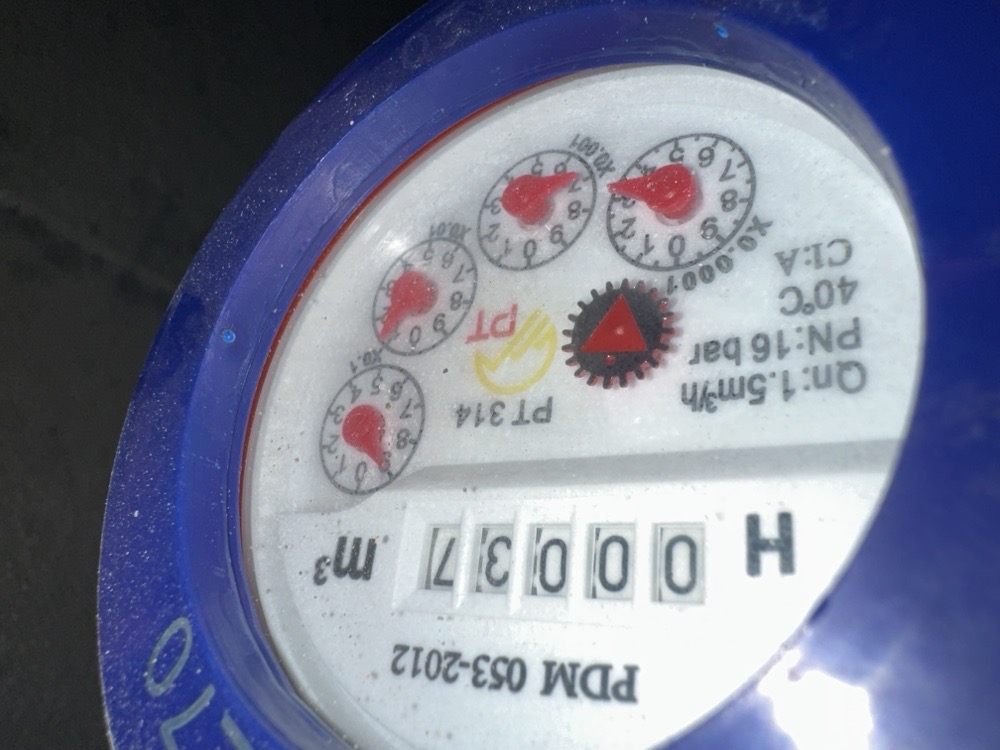 PDM 053-2012
H 00037 m³
Qn:1.5m³/h
PN:16 bar
40°C
Cl:A
PT 314
PT
X0.0001
X0.001
X0.01
X0.1